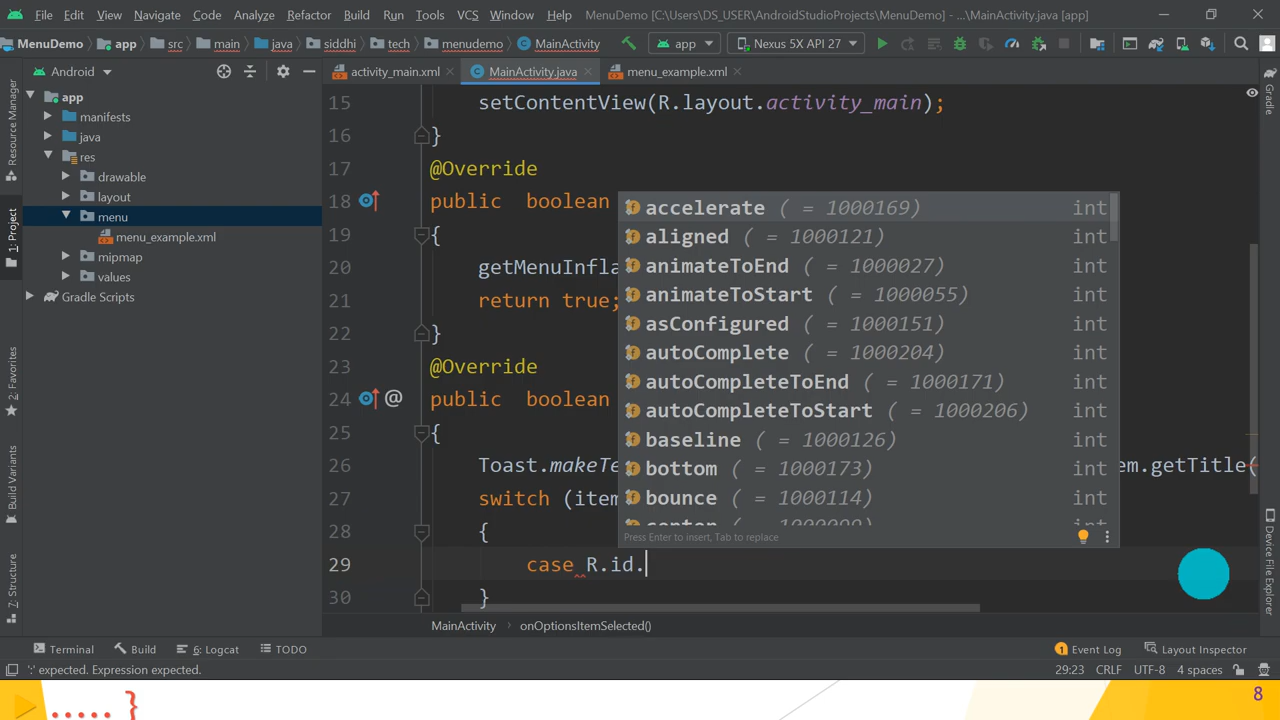 File Edit View Navigate Code Analyze Refactor Build Run Tools VCS Window Help MenuDemo [C:\Users\DS_USER\AndroidStudioProjects\MenuDemo] - ...\MainActivity.java [app]
MenuDemo app src main java siddhi tech menudemo MainActivity app Nexus 5X API 27
Android activity_main.xml MainActivity.java menu_example.xml
Resource Manager
1: Project
2: Favorites
Build Variants
7: Structure
app
manifests
java
res
drawable
layout
menu
menu_example.xml
mipmap
values
Gradle Scripts
15 setContentView(R.layout.activity_main);
16 }
17 @Override
18 public boolean
19 {
20 getMenuInfla
21 return true;
22 }
23 @Override
24 @ public boolean
25 {
26 Toast.makeTe em.getTitle(
27 switch (item
28 {
29 case R.id.
30 }
accelerate ( = 1000169) int
aligned ( = 1000121) int
animateToEnd ( = 1000027) int
animateToStart ( = 1000055) int
asConfigured ( = 1000151) int
autoComplete ( = 1000204) int
autoCompleteToEnd ( = 1000171) int
autoCompleteToStart ( = 1000206) int
baseline ( = 1000126) int
bottom ( = 1000173) int
bounce ( = 1000114) int
Press Enter to insert, Tab to replace
Gradle
Device File Explorer
MainActivity onOptionsItemSelected()
Terminal Build 6: Logcat TODO 1 Event Log Layout Inspector
':' expected. Expression expected. 29:23 CRLF UTF-8 4 spaces
..... } 8